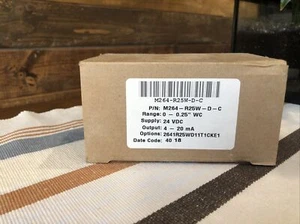 M264-R25W-D-C
P/N: M264-R25W-D-C
Range: 0 - 0.25" WC
Supply: 24 VDC
Output: 4 - 20 mA
Options: 2641R25WD11T1CKE1
Date Code: 40 16